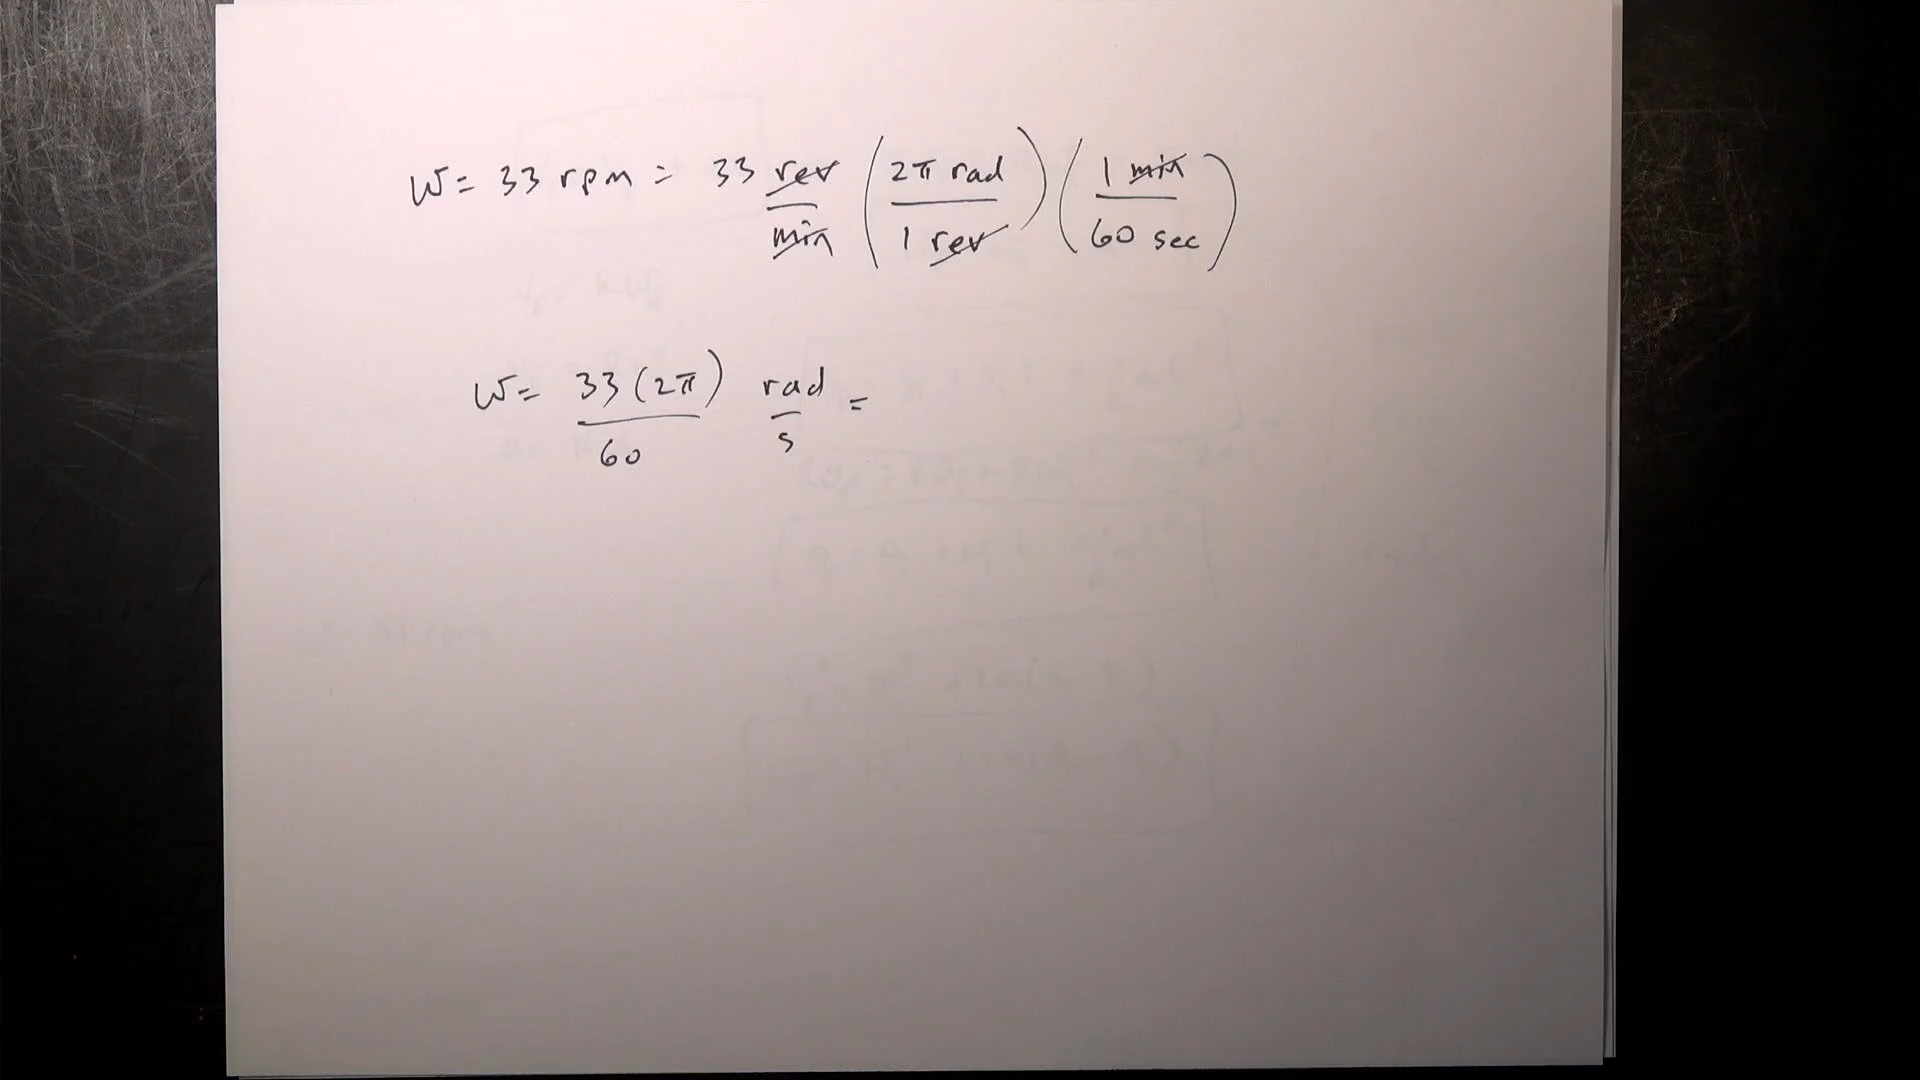 ω = 33 rpm = 33 rev/min (2π rad / 1 rev) (1 min / 60 sec)
ω = 33(2π)/60 rad/s =